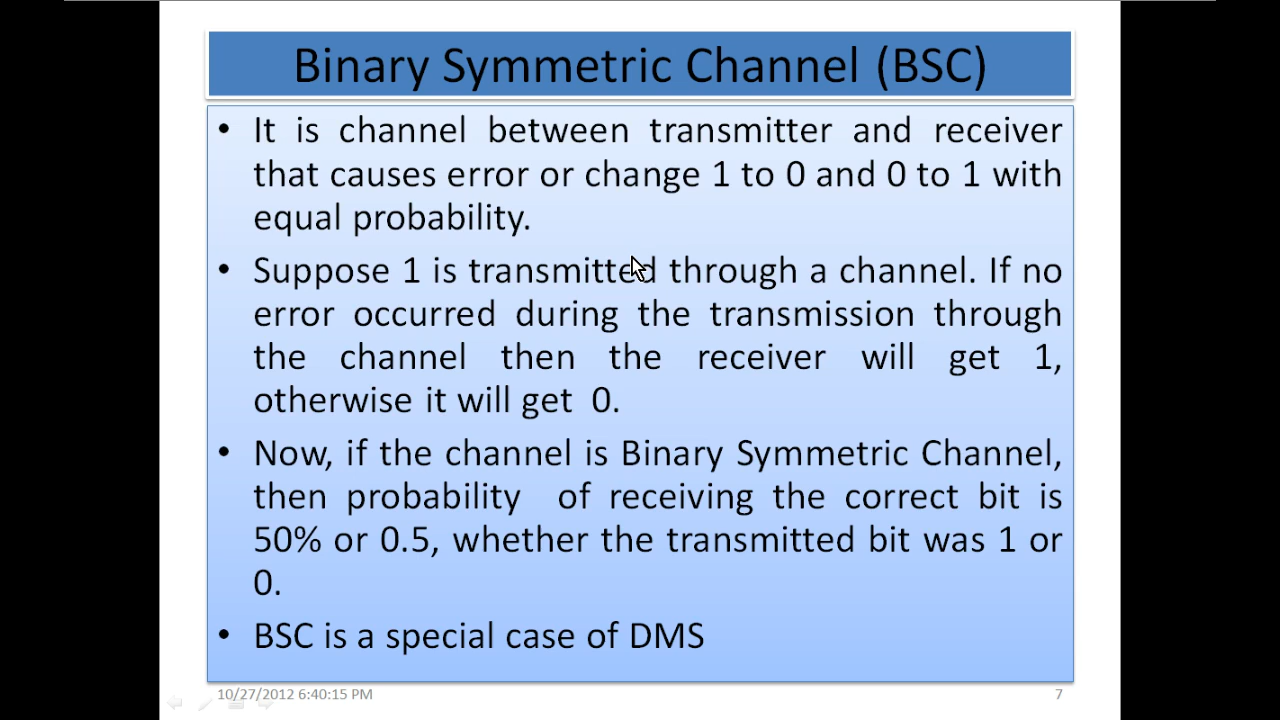 Binary Symmetric Channel (BSC)
• It is channel between transmitter and receiver
that causes error or change 1 to 0 and 0 to 1 with
equal probability.
• Suppose 1 is transmitted through a channel. If no
error occurred during the transmission through
the channel then the receiver will get 1,
otherwise it will get 0.
• Now, if the channel is Binary Symmetric Channel,
then probability of receiving the correct bit is
50% or 0.5, whether the transmitted bit was 1 or
0.
• BSC is a special case of DMS
10/27/2012 6:40:15 PM
7